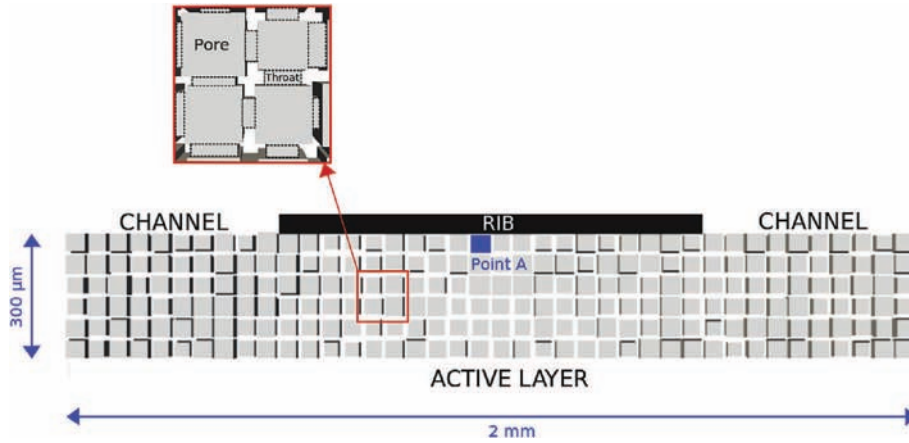 Pore
Throat
CHANNEL
RIB
CHANNEL
Point A
300 µm
ACTIVE LAYER
2 mm